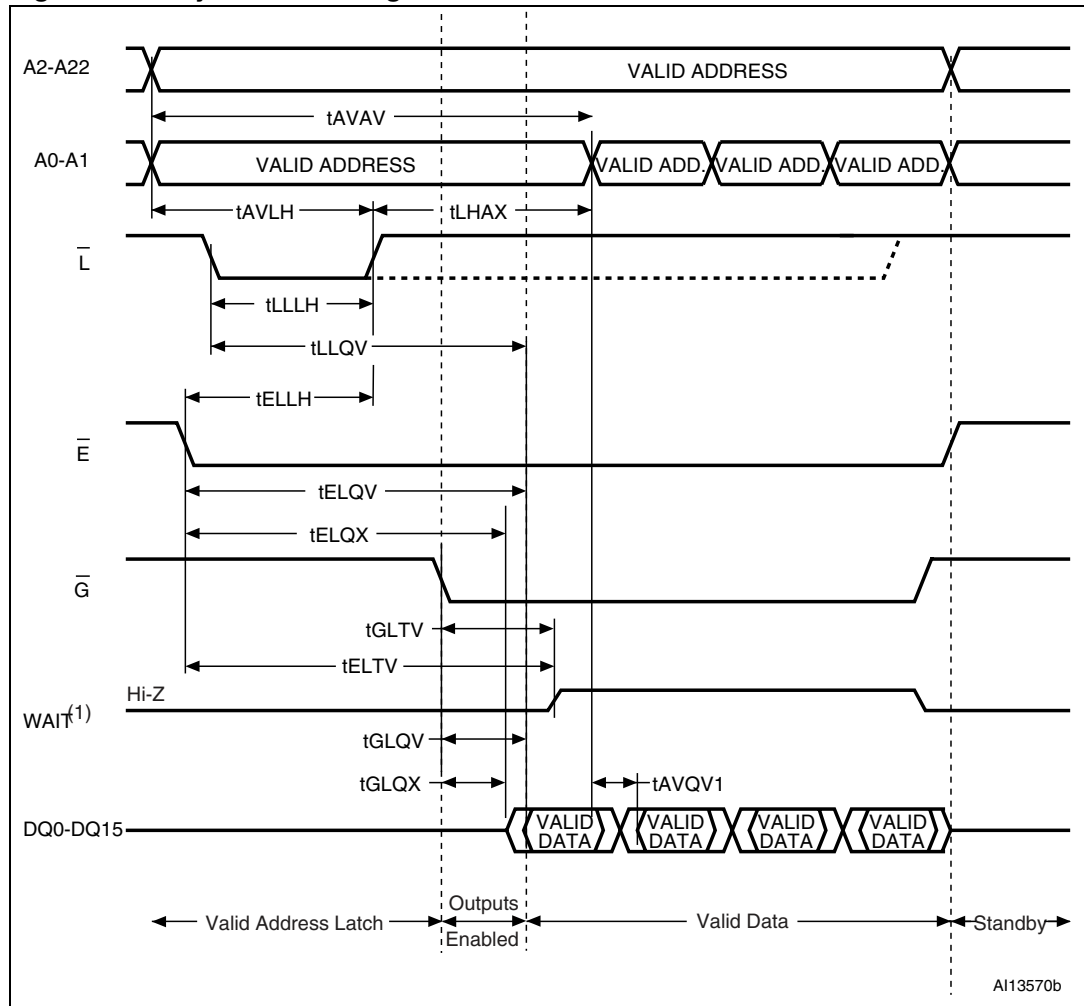 A2-A22
VALID ADDRESS
tAVAV
A0-A1
VALID ADDRESS
VALID ADD.
VALID ADD.
VALID ADD.
tAVLH
tLHAX
L
tLLLH
tLLQV
tELLH
E
tELQV
tELQX
G
tGLTV
tELTV
Hi-Z
WAIT(1)
tGLQV
tGLQX
tAVQV1
DQ0-DQ15
VALID
DATA
VALID
DATA
VALID
DATA
VALID
DATA
Valid Address Latch
Outputs
Enabled
Valid Data
Standby
AI13570b